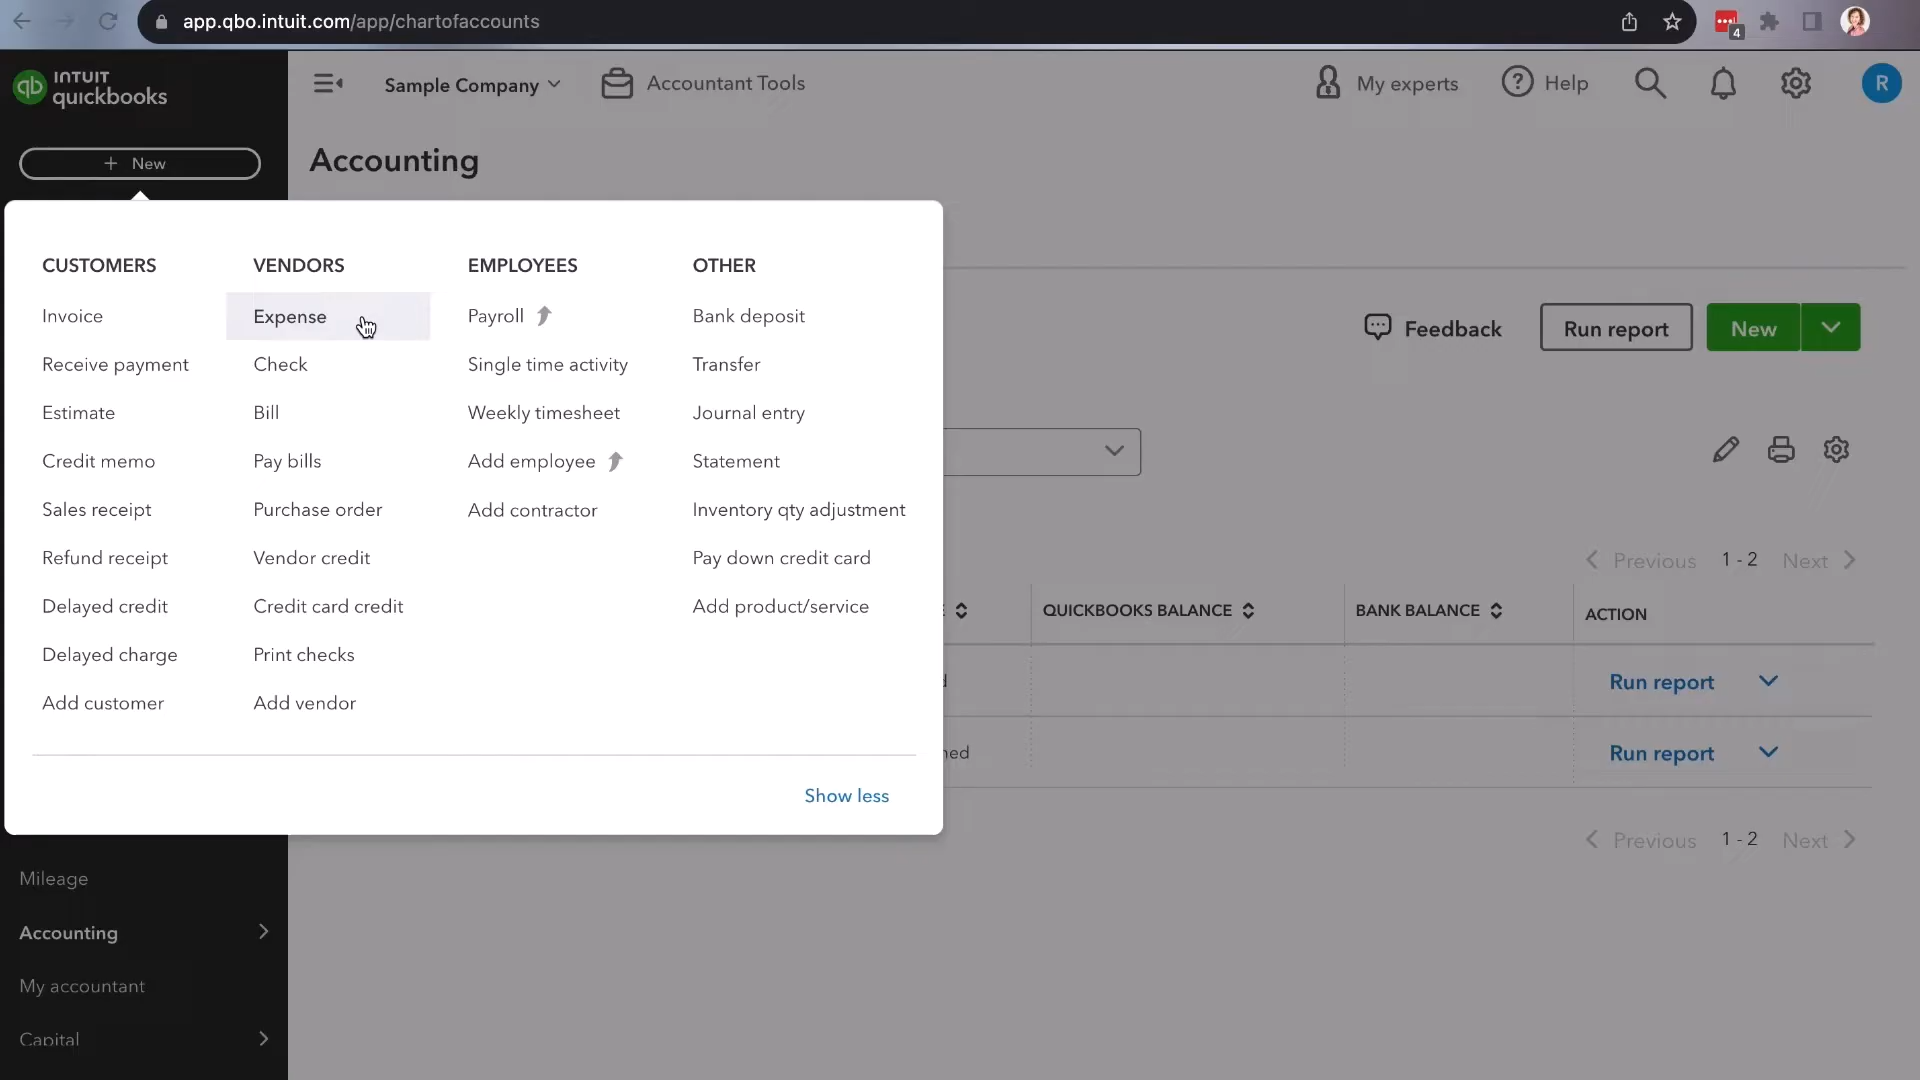 app.qbo.intuit.com/app/chartofaccounts
4
qb INTUIT quickbooks
Sample Company
Accountant Tools
My experts
? Help
R
+ New
Accounting
CUSTOMERS
Invoice
Receive payment
Estimate
Credit memo
Sales receipt
Refund receipt
Delayed credit
Delayed charge
Add customer
VENDORS
Expense
Check
Bill
Pay bills
Purchase order
Vendor credit
Credit card credit
Print checks
Add vendor
EMPLOYEES
Payroll
Single time activity
Weekly timesheet
Add employee
Add contractor
OTHER
Bank deposit
Transfer
Journal entry
Statement
Inventory qty adjustment
Pay down credit card
Add product/service
Show less
Feedback
Run report
New
Previous 1 - 2 Next
QUICKBOOKS BALANCE
BANK BALANCE
ACTION
Run report
Run report
Previous 1 - 2 Next
Mileage
Accounting
My accountant
Capital